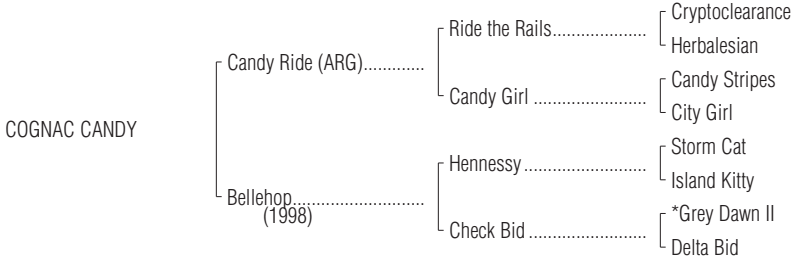 Cryptoclearance
Ride the Rails....................
Herbalesian
Candy Ride (ARG).............
Candy Stripes
Candy Girl ........................
City Girl
COGNAC CANDY
Storm Cat
Hennessy ..........................
Island Kitty
Bellehop............................
(1998)
*Grey Dawn II
Check Bid .........................
Delta Bid